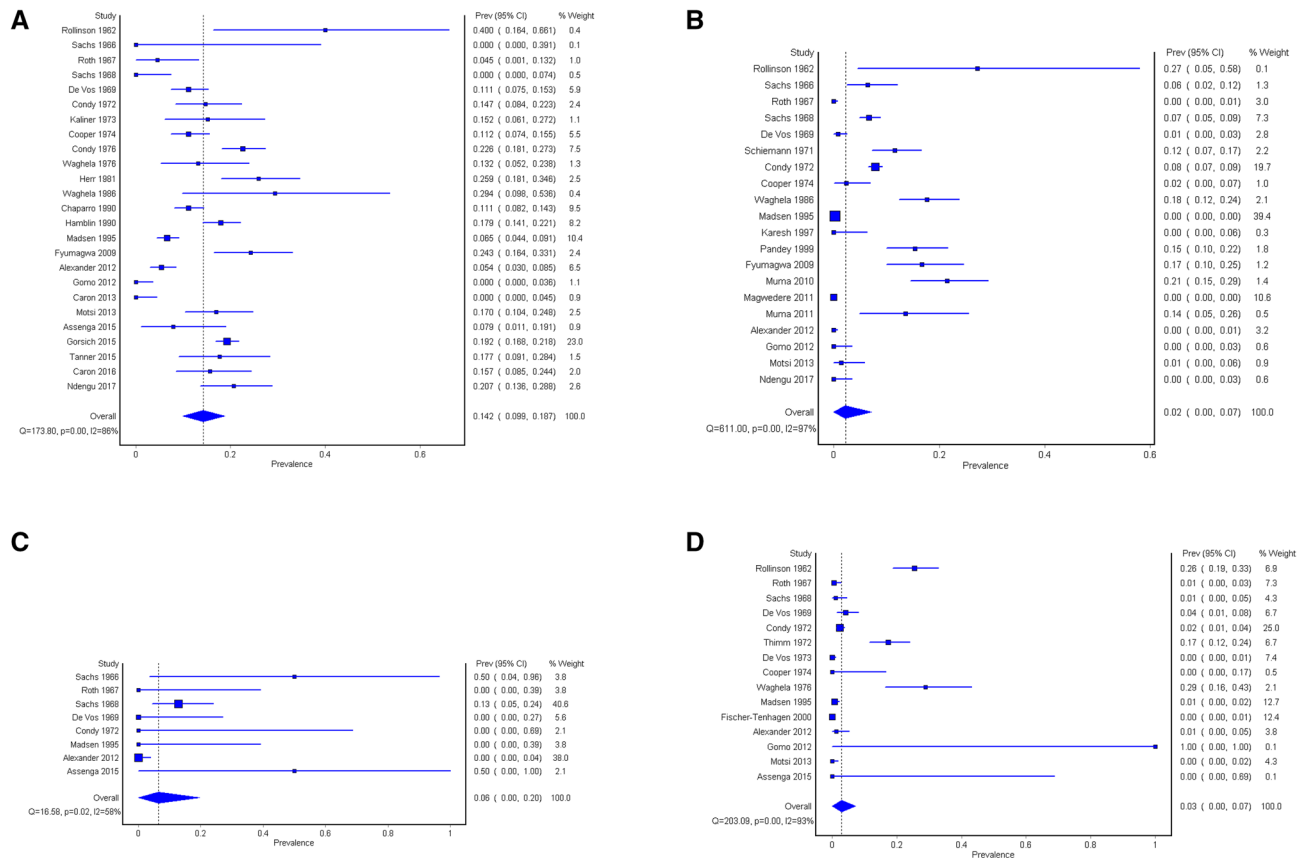 A
Study Prev (95% CI) % Weight
Rollinson 1962 0.400 ( 0.164, 0.661) 0.4
Sachs 1966 0.000 ( 0.000, 0.391) 0.1
Roth 1967 0.045 ( 0.001, 0.132) 1.0
Sachs 1968 0.000 ( 0.000, 0.074) 0.5
De Vos 1969 0.111 ( 0.075, 0.153) 5.9
Condy 1972 0.147 ( 0.084, 0.223) 2.4
Kaliner 1973 0.152 ( 0.061, 0.272) 1.1
Cooper 1974 0.112 ( 0.074, 0.155) 5.5
Condy 1976 0.226 ( 0.181, 0.273) 7.5
Waghela 1976 0.132 ( 0.052, 0.238) 1.3
Herr 1981 0.259 ( 0.181, 0.346) 2.5
Waghela 1986 0.294 ( 0.098, 0.536) 0.4
Chaparro 1990 0.111 ( 0.082, 0.143) 9.5
Hamblin 1990 0.179 ( 0.141, 0.221) 8.2
Madsen 1995 0.065 ( 0.044, 0.091) 10.4
Fyumagwa 2009 0.243 ( 0.164, 0.331) 2.4
Alexander 2012 0.054 ( 0.030, 0.085) 6.5
Gomo 2012 0.000 ( 0.000, 0.036) 1.1
Caron 2013 0.000 ( 0.000, 0.045) 0.9
Motsi 2013 0.170 ( 0.104, 0.248) 2.5
Assenga 2015 0.079 ( 0.011, 0.191) 0.9
Gorsich 2015 0.192 ( 0.168, 0.218) 23.0
Tanner 2015 0.177 ( 0.091, 0.284) 1.5
Caron 2016 0.157 ( 0.085, 0.244) 2.0
Ndengu 2017 0.207 ( 0.136, 0.288) 2.6
Overall 0.142 ( 0.099, 0.187) 100.0
Q=173.80, p=0.00, I2=86%
0 0.2 0.4 0.6
Prevalence
B
Study Prev (95% CI) % Weight
Rollinson 1962 0.27 ( 0.05, 0.58) 0.1
Sachs 1966 0.06 ( 0.02, 0.12) 1.3
Roth 1967 0.00 ( 0.00, 0.01) 3.0
Sachs 1968 0.07 ( 0.05, 0.09) 7.3
De Vos 1969 0.01 ( 0.00, 0.03) 2.8
Schiemann 1971 0.12 ( 0.07, 0.17) 2.2
Condy 1972 0.08 ( 0.07, 0.09) 19.7
Cooper 1974 0.02 ( 0.00, 0.07) 1.0
Waghela 1986 0.18 ( 0.12, 0.24) 2.1
Madsen 1995 0.00 ( 0.00, 0.00) 39.4
Karesh 1997 0.00 ( 0.00, 0.06) 0.3
Pandey 1999 0.15 ( 0.10, 0.22) 1.8
Fyumagwa 2009 0.17 ( 0.10, 0.25) 1.2
Muma 2010 0.21 ( 0.15, 0.29) 1.4
Magwedere 2011 0.00 ( 0.00, 0.00) 10.6
Muma 2011 0.14 ( 0.05, 0.26) 0.5
Alexander 2012 0.00 ( 0.00, 0.01) 3.2
Gomo 2012 0.00 ( 0.00, 0.03) 0.6
Motsi 2013 0.01 ( 0.00, 0.06) 0.9
Ndengu 2017 0.00 ( 0.00, 0.03) 0.6
Overall 0.02 ( 0.00, 0.07) 100.0
Q=611.00, p=0.00, I2=97%
0 0.2 0.4 0.6
Prevalence
C
Study Prev (95% CI) % Weight
Sachs 1966 0.50 ( 0.04, 0.96) 3.8
Roth 1967 0.00 ( 0.00, 0.39) 3.8
Sachs 1968 0.13 ( 0.05, 0.24) 40.6
De Vos 1969 0.00 ( 0.00, 0.27) 5.6
Condy 1972 0.00 ( 0.00, 0.69) 2.1
Madsen 1995 0.00 ( 0.00, 0.39) 3.8
Alexander 2012 0.00 ( 0.00, 0.04) 38.0
Assenga 2015 0.50 ( 0.00, 1.00) 2.1
Overall 0.06 ( 0.00, 0.20) 100.0
Q=16.58, p=0.02, I2=58%
0 0.2 0.4 0.6 0.8 1
Prevalence
D
Study Prev (95% CI) % Weight
Rollinson 1962 0.26 ( 0.19, 0.33) 6.9
Roth 1967 0.01 ( 0.00, 0.03) 7.3
Sachs 1968 0.01 ( 0.00, 0.05) 4.3
De Vos 1969 0.04 ( 0.01, 0.08) 6.7
Condy 1972 0.02 ( 0.01, 0.04) 25.0
Thimm 1972 0.17 ( 0.12, 0.24) 6.7
De Vos 1973 0.00 ( 0.00, 0.01) 7.4
Cooper 1974 0.00 ( 0.00, 0.17) 0.5
Waghela 1976 0.29 ( 0.16, 0.43) 2.1
Madsen 1995 0.01 ( 0.00, 0.02) 12.7
Fischer-Tenhagen 2000 0.00 ( 0.00, 0.01) 12.4
Alexander 2012 0.01 ( 0.00, 0.05) 3.8
Gomo 2012 1.00 ( 0.00, 1.00) 0.1
Motsi 2013 0.00 ( 0.00, 0.02) 4.3
Assenga 2015 0.00 ( 0.00, 0.69) 0.1
Overall 0.03 ( 0.00, 0.07) 100.0
Q=203.09, p=0.00, I2=93%
0 0.2 0.4 0.6 0.8 1
Prevalence